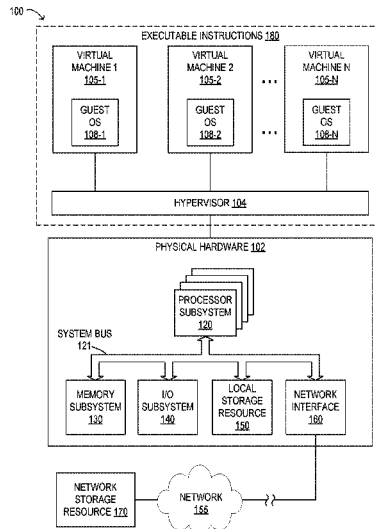 100
EXECUTABLE INSTRUCTIONS 180
VIRTUAL
MACHINE 1
105-1
GUEST
OS
108-1
VIRTUAL
MACHINE 2
105-2
GUEST
OS
108-2
VIRTUAL
MACHINE N
105-N
GUEST
OS
108-N
HYPERVISOR 104
PHYSICAL HARDWARE 102
PROCESSOR
SUBSYSTEM
120
SYSTEM BUS
121
MEMORY
SUBSYSTEM
130
I/O
SUBSYSTEM
140
LOCAL
STORAGE
RESOURCE
150
NETWORK
INTERFACE
160
NETWORK
STORAGE
RESOURCE 170
NETWORK
155